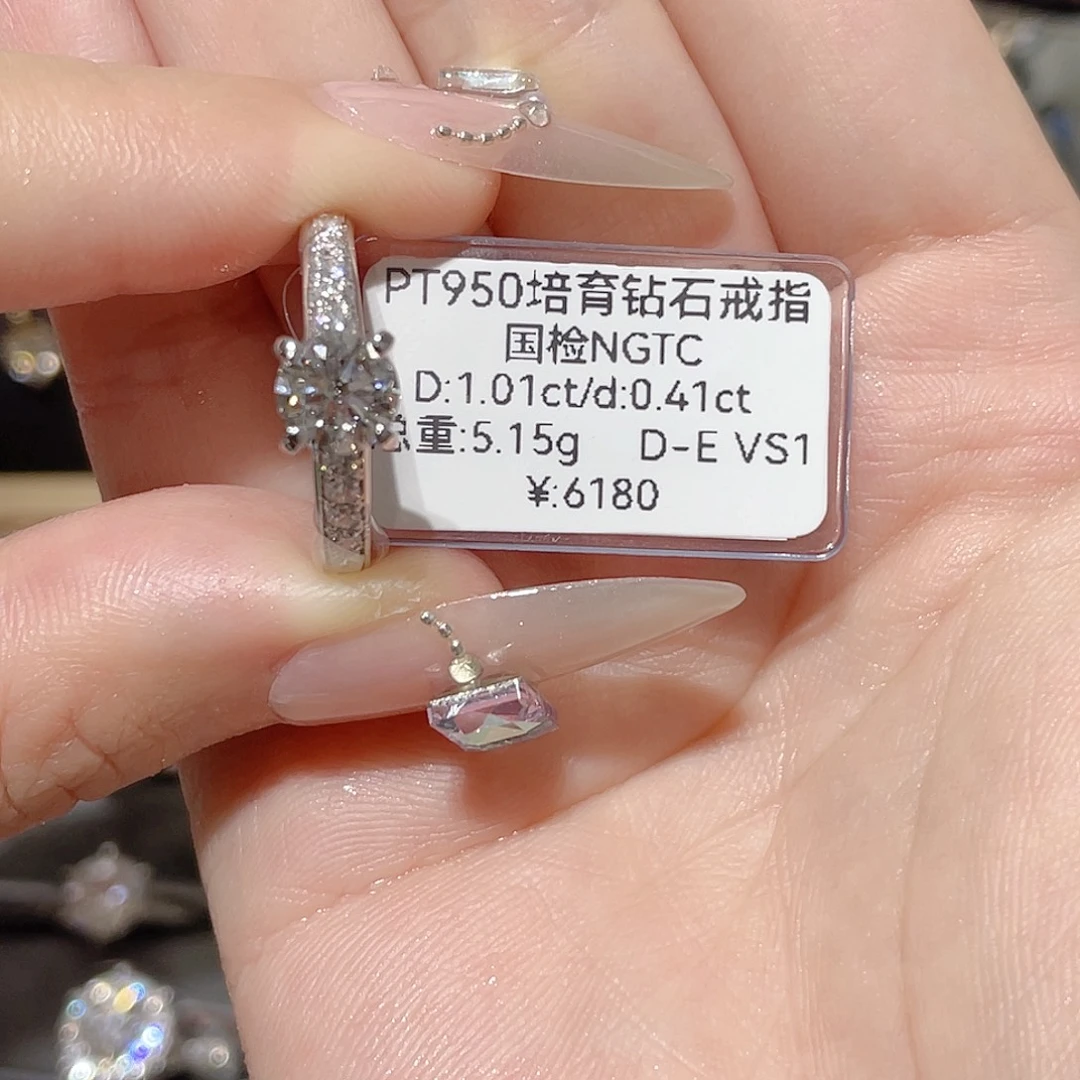 PT950培育钻石戒指
国检NGTC
D:1.01ct/d:0.41ct
总重:5.15g D-E VS1
¥:6180